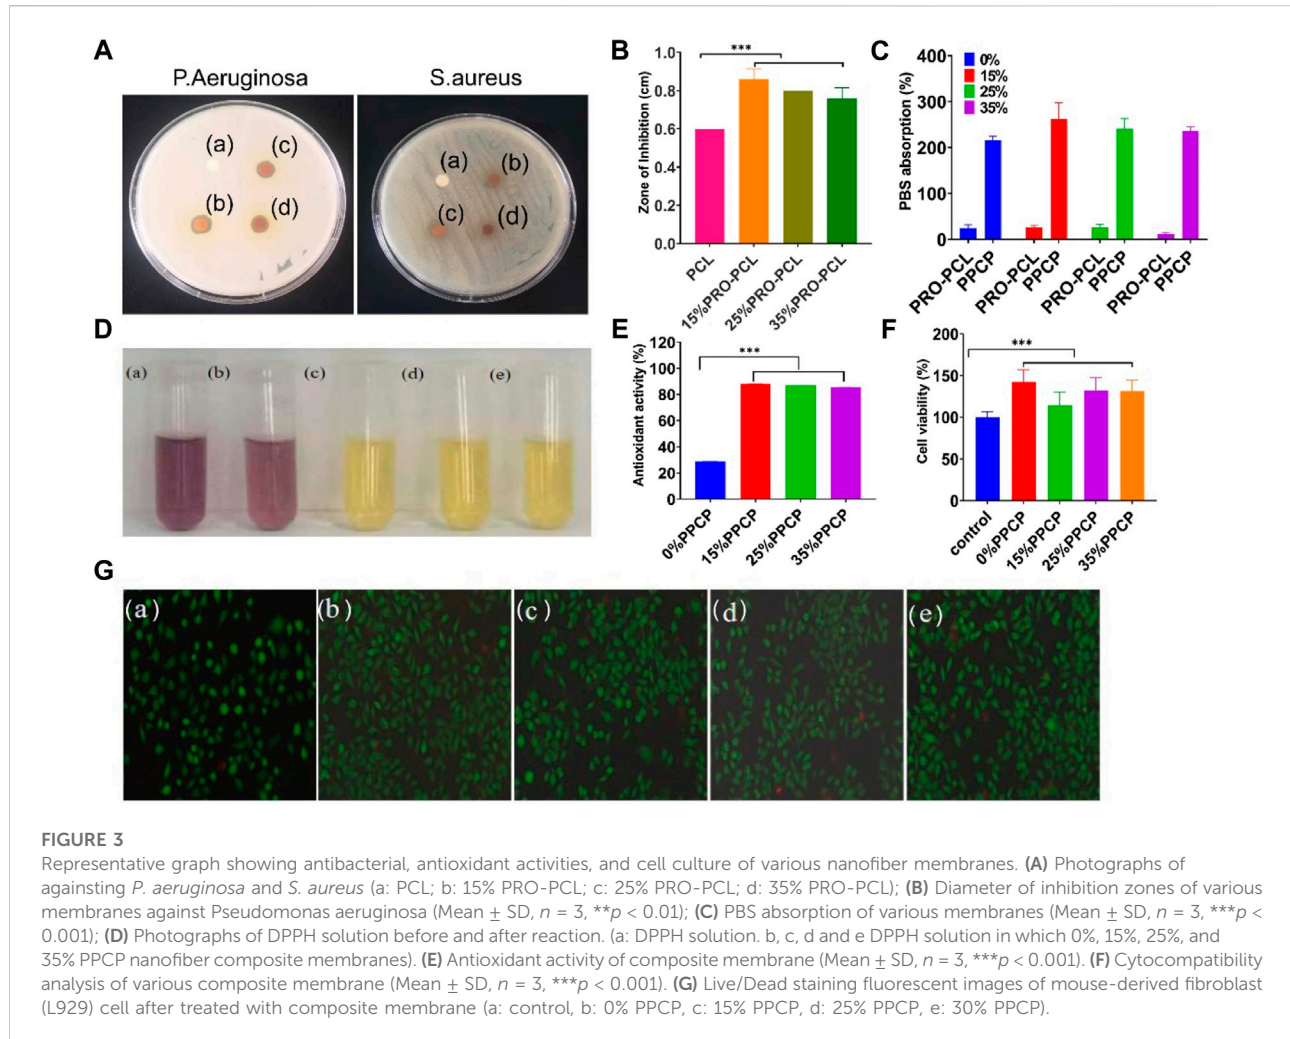 A
P.Aeruginosa
S.aureus
(a)
(c)
(b)
(d)
(a)
(b)
(c)
(d)
B
***
Zone of Inhibition (cm)
1.0
0.8
0.6
0.4
0.2
0.0
PCL
15%PRO-PCL
25%PRO-PCL
35%PRO-PCL
C
PBS absorption (%)
400
300
200
100
0
0%
15%
25%
35%
PRO-PCL
PPCP
PRO-PCL
PPCP
PRO-PCL
PPCP
PRO-PCL
PPCP
D
(a)
(b)
(c)
(d)
(e)
E
***
Antioxidant activity (%)
120
100
80
60
40
20
0
0%PPCP
15%PPCP
25%PPCP
35%PPCP
F
***
Cell viability (%)
200
150
100
50
0
control
0%PPCP
15%PPCP
25%PPCP
35%PPCP
G
(a)
(b)
(c)
(d)
(e)
FIGURE 3
Representative graph showing antibacterial, antioxidant activities, and cell culture of various nanofiber membranes. (A) Photographs of
againsting P. aeruginosa and S. aureus (a: PCL; b: 15% PRO-PCL; c: 25% PRO-PCL; d: 35% PRO-PCL); (B) Diameter of inhibition zones of various
membranes against Pseudomonas aeruginosa (Mean ± SD, n = 3, **p < 0.01); (C) PBS absorption of various membranes (Mean ± SD, n = 3, ***p <
0.001); (D) Photographs of DPPH solution before and after reaction. (a: DPPH solution. b, c, d and e DPPH solution in which 0%, 15%, 25%, and
35% PPCP nanofiber composite membranes). (E) Antioxidant activity of composite membrane (Mean ± SD, n = 3, ***p < 0.001). (F) Cytocompatibility
analysis of various composite membrane (Mean ± SD, n = 3, ***p < 0.001). (G) Live/Dead staining fluorescent images of mouse-derived fibroblast
(L929) cell after treated with composite membrane (a: control, b: 0% PPCP, c: 15% PPCP, d: 25% PPCP, e: 30% PPCP).